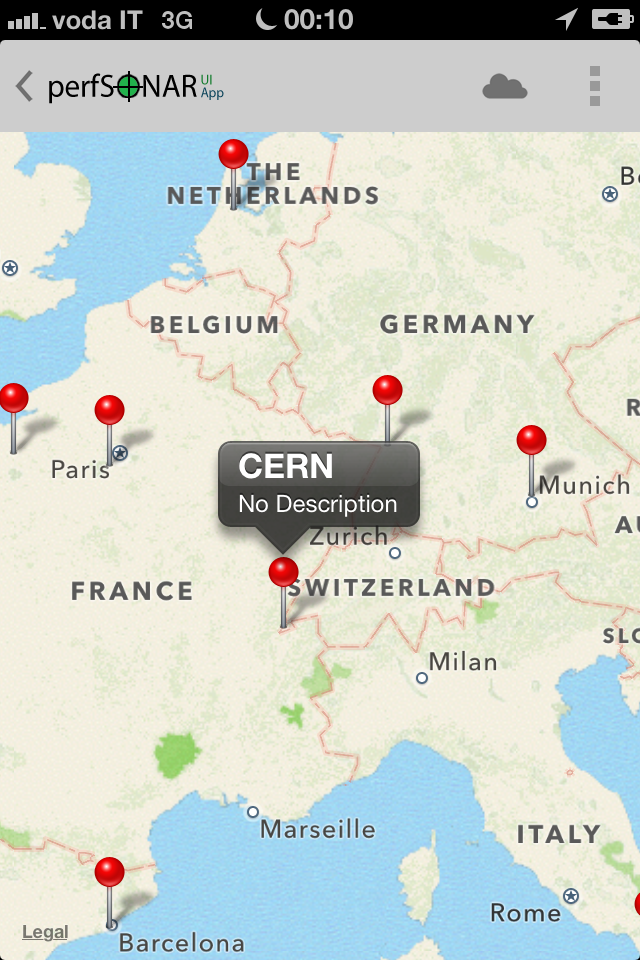 voda IT 3G 00:10
perfSONAR UI App
THE
NETHERLANDS
Be
BELGIUM
GERMANY
R
Paris
Munich
CERN
No Description
Zurich
AU
FRANCE
SWITZERLAND
SLO
Milan
Marseille
ITALY
Rome
Legal
Barcelona